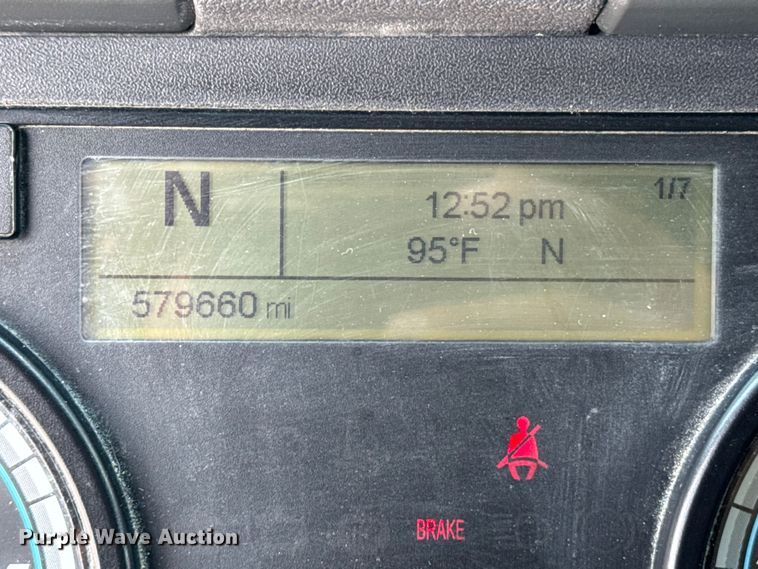 N
12:52 pm
1/7
95°F N
579660 mi
BRAKE
Purple Wave Auction